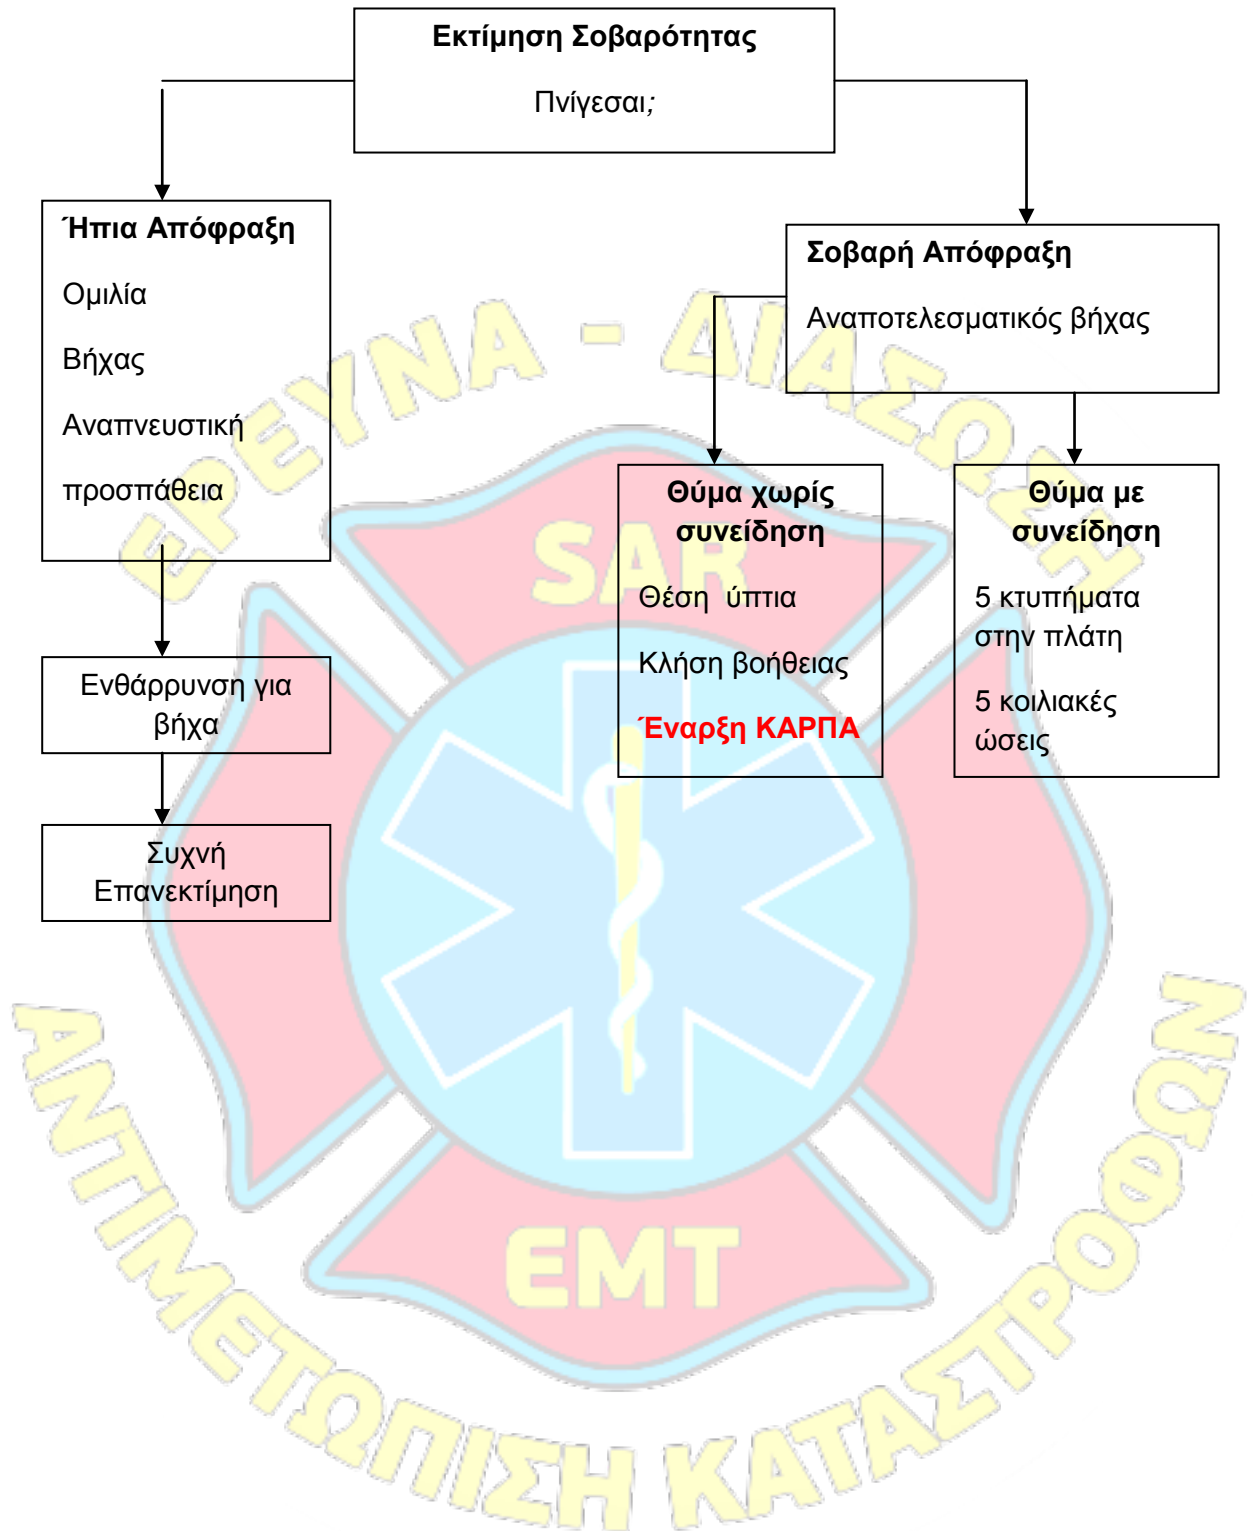 Εκτίμηση Σοβαρότητας
Πνίγεσαι;
Ήπια Απόφραξη
Ομιλία
Βήχας
Αναπνευστική
προσπάθεια
Ενθάρρυνση για
βήχα
Συχνή
Επανεκτίμηση
Σοβαρή Απόφραξη
Αναποτελεσματικός βήχας
Θύμα χωρίς
συνείδηση
Θέση ύπτια
Κλήση βοήθειας
Έναρξη ΚΑΡΠΑ
Θύμα με
συνείδηση
5 κτυπήματα
στην πλάτη
5 κοιλιακές
ώσεις
ΕΡΕΥΝΑ - ΔΙΑΣΩΣΗ
SAR
EMT
ΑΝΤΙΜΕΤΩΠΙΣΗ ΚΑΤΑΣΤΡΟΦΩΝ